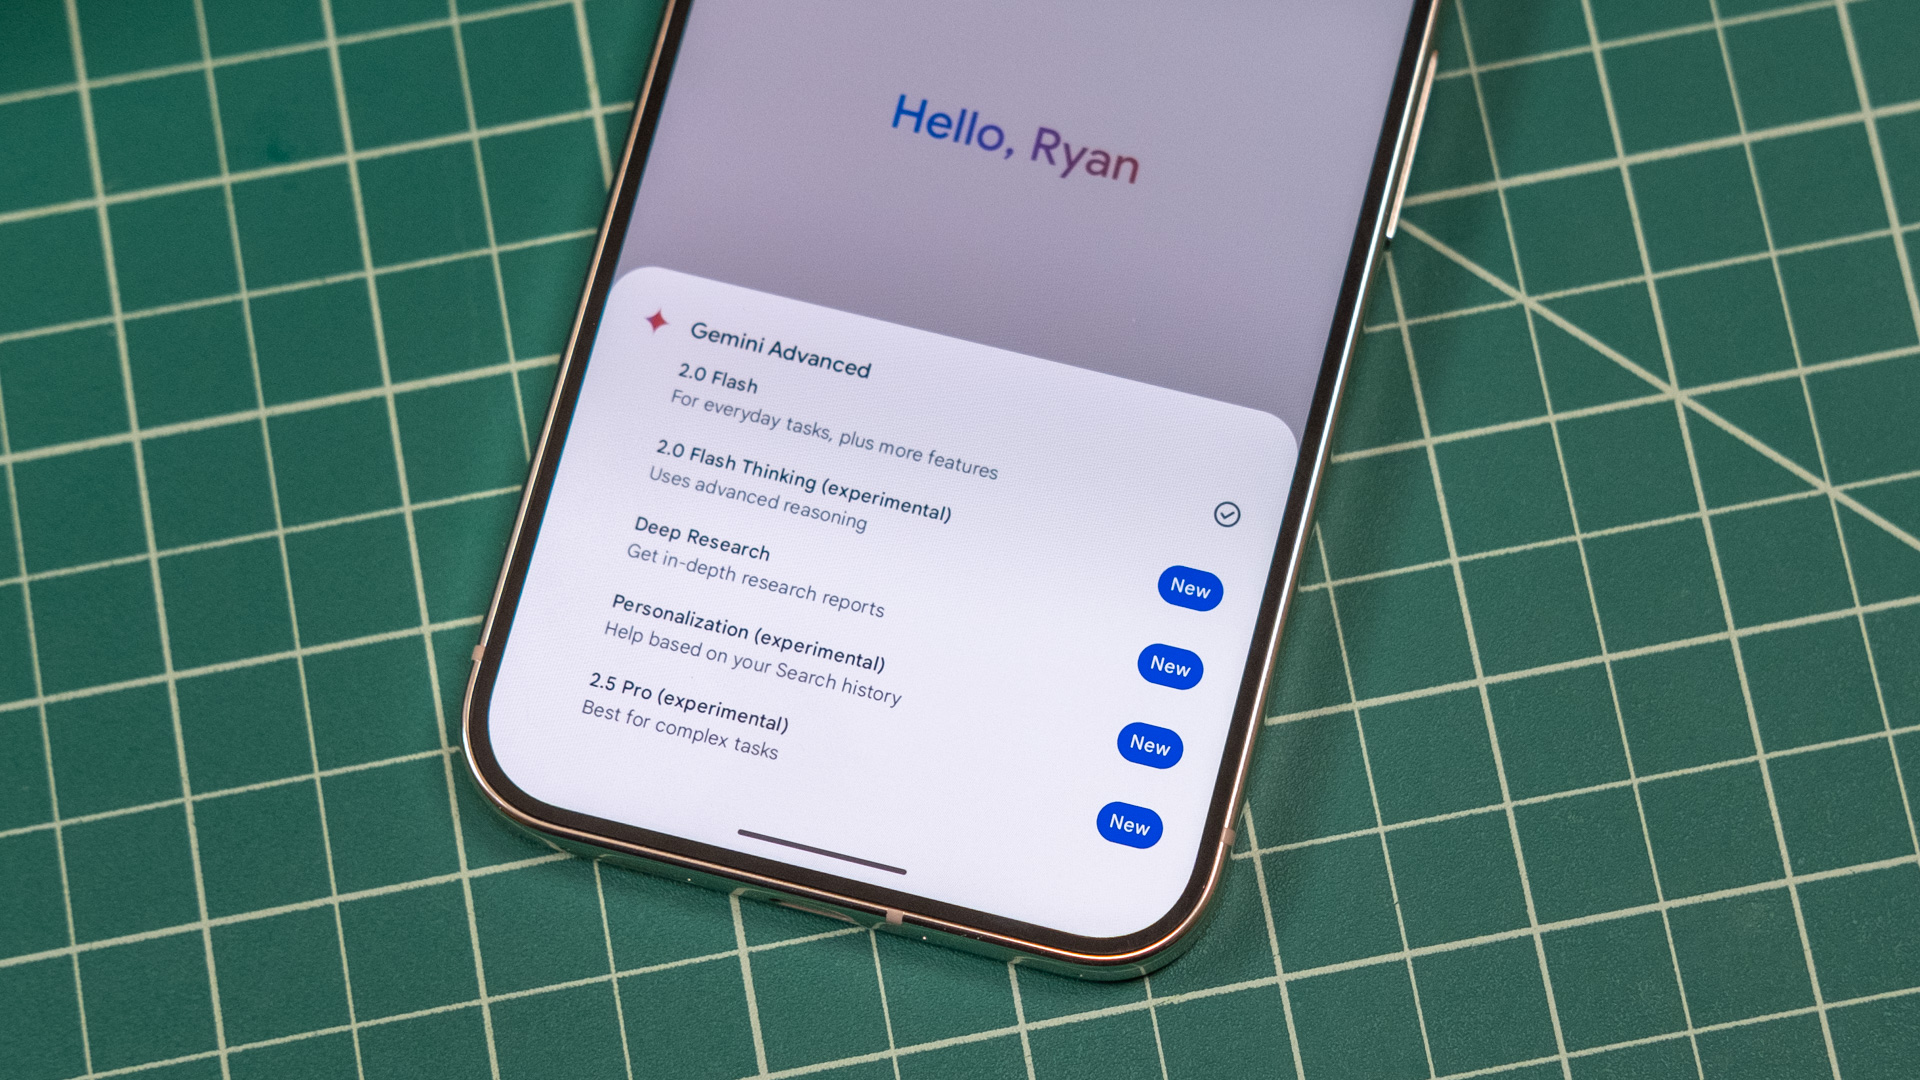 Hello, Ryan
Gemini Advanced
2.0 Flash
For everyday tasks, plus more features
2.0 Flash Thinking (experimental)
Uses advanced reasoning
New
Deep Research
Get in-depth research reports
New
Personalization (experimental)
Help based on your Search history
New
2.5 Pro (experimental)
Best for complex tasks
New